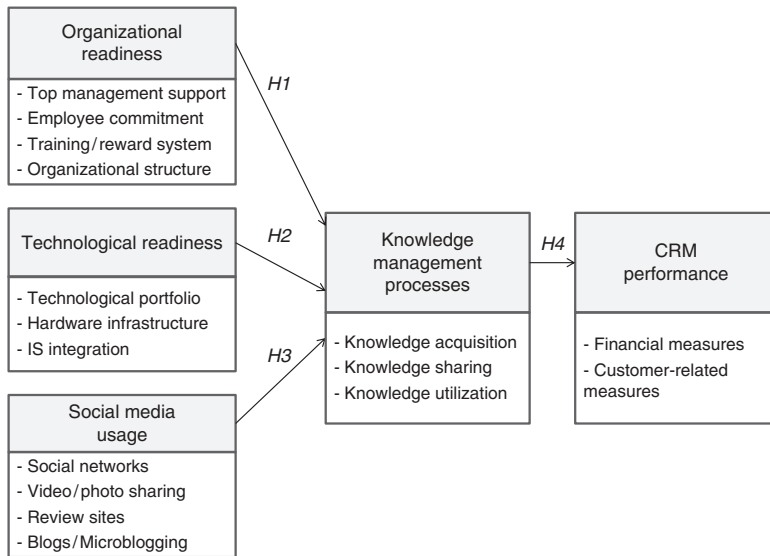 Organizational
readiness
- Top management support
- Employee commitment
- Training/reward system
- Organizational structure
H1
Technological readiness
- Technological portfolio
- Hardware infrastructure
- IS integration
H2
Social media
usage
- Social networks
- Video/photo sharing
- Review sites
- Blogs/Microblogging
H3
Knowledge
management
processes
- Knowledge acquisition
- Knowledge sharing
- Knowledge utilization
H4
CRM
performance
- Financial measures
- Customer-related
measures